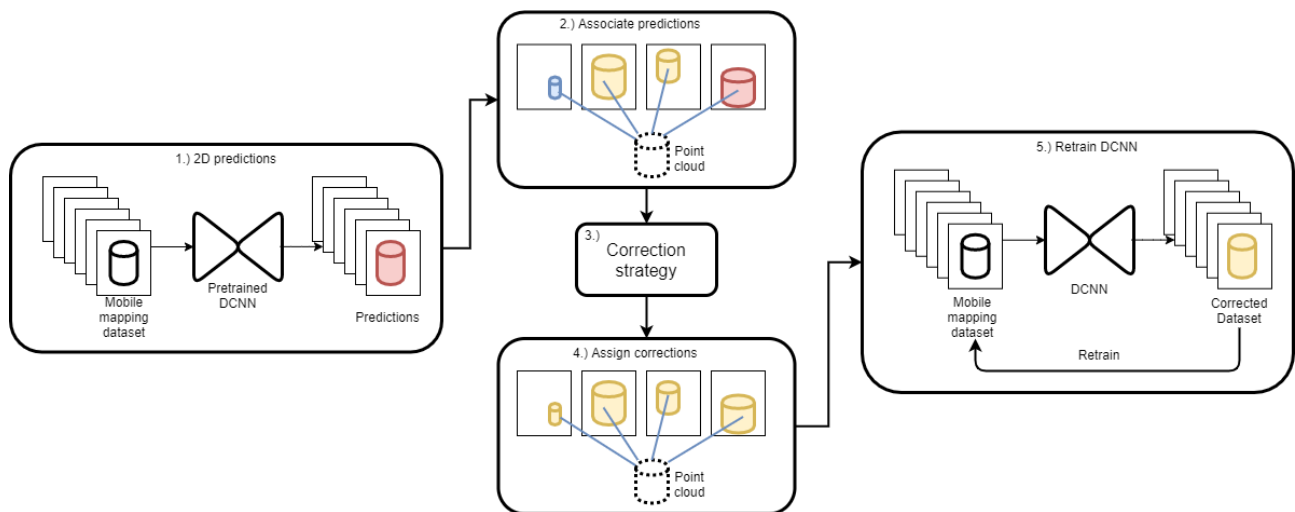 1.) 2D predictions
Mobile
mapping
dataset
Pretrained
DCNN
Predictions
2.) Associate predictions
Point
cloud
3.)
Correction
strategy
4.) Assign corrections
Point
cloud
5.) Retrain DCNN
Mobile
mapping
dataset
DCNN
Corrected
Dataset
Retrain